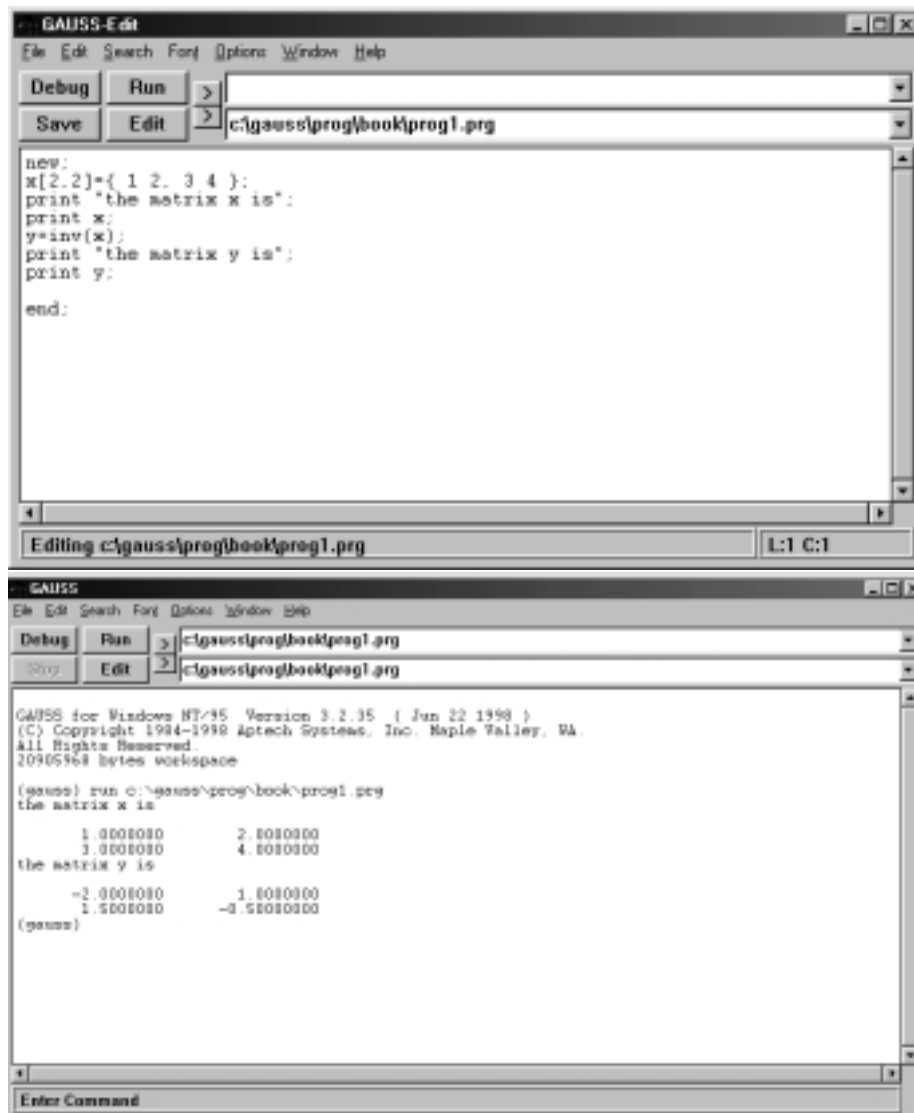 GAUSS-Edit
File Edit Search Font Options Window Help
Debug Run >
Save Edit > c:\gauss\prog\book\prog1.prg
new;
x[2,2]={ 1 2, 3 4 };
print "the matrix x is";
print x;
y=inv(x);
print "the matrix y is";
print y;
end;
Editing c:\gauss\prog\book\prog1.prg L:1 C:1
GAUSS
File Edit Search Font Options Window Help
Debug Run > c:\gauss\prog\book\prog1.prg
Stop Edit > c:\gauss\prog\book\prog1.prg
GAUSS for Windows NT/95 Version 3.2.35 ( Jun 22 1998 )
(C) Copyright 1984-1998 Aptech Systems, Inc. Maple Valley, WA.
All Rights Reserved.
20905968 bytes workspace
(gauss) run c:\gauss\prog\book\prog1.prg
the matrix x is
1.0000000 2.0000000
3.0000000 4.0000000
the matrix y is
-2.0000000 1.0000000
1.5000000 -0.50000000
(gauss)
Enter Command